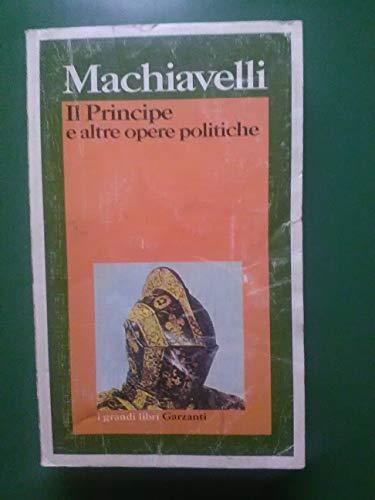 Machiavelli
Il Principe
e altre opere politiche
i grandi libri Garzanti